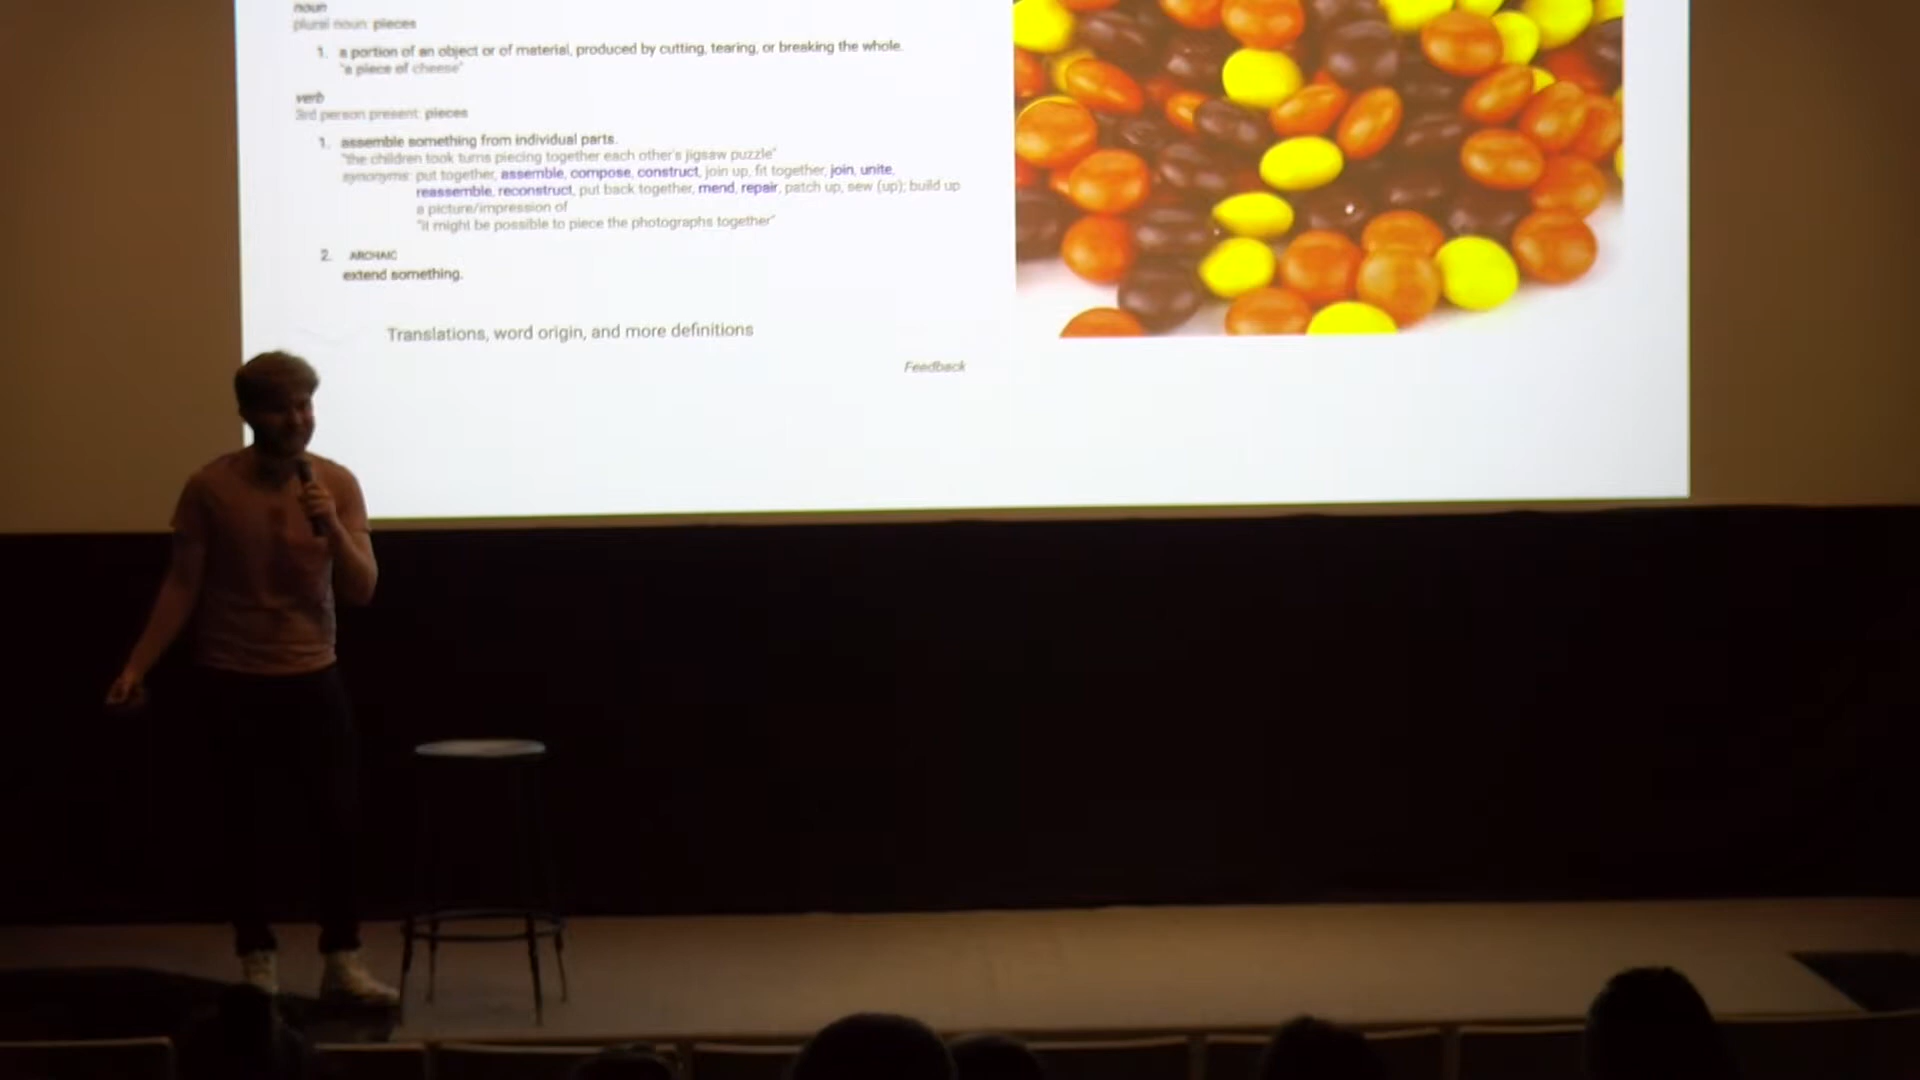 noun
plural noun: pieces
1. a portion of an object or of material, produced by cutting, tearing, or breaking the whole.
"a piece of cheese"
verb
3rd person present: pieces
1. assemble something from individual parts.
"the children took turns piecing together each other's jigsaw puzzle"
synonyms: put together, assemble, compose, construct, join up, fit together, join, unite,
reassemble, reconstruct, put back together, mend, repair, patch up, sew (up); build up
a picture/impression of
"it might be possible to piece the photographs together"
2. ARCHAIC
extend something.
Translations, word origin, and more definitions
Feedback